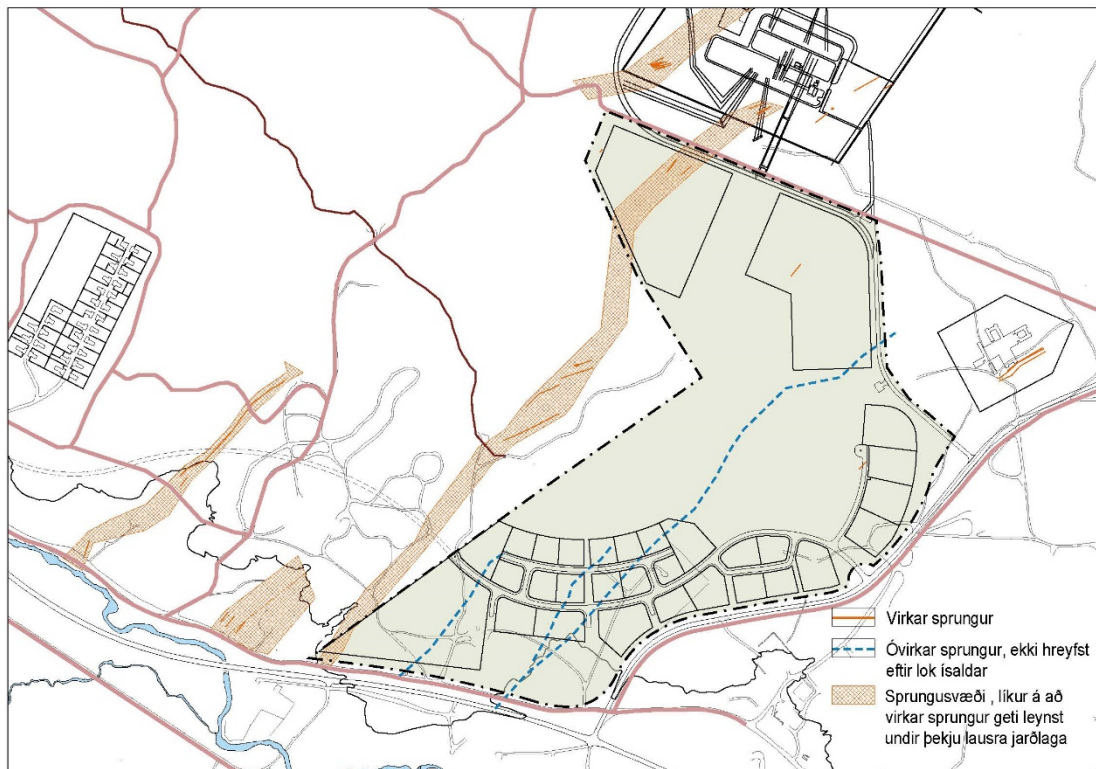 Virkar sprungur
Óvirkar sprungur, ekki hreyfst
eftir lok ísaldar
Sprungusvæði , líkur á að
virkar sprungur geti leynst
undir þekju lausra jarðlaga